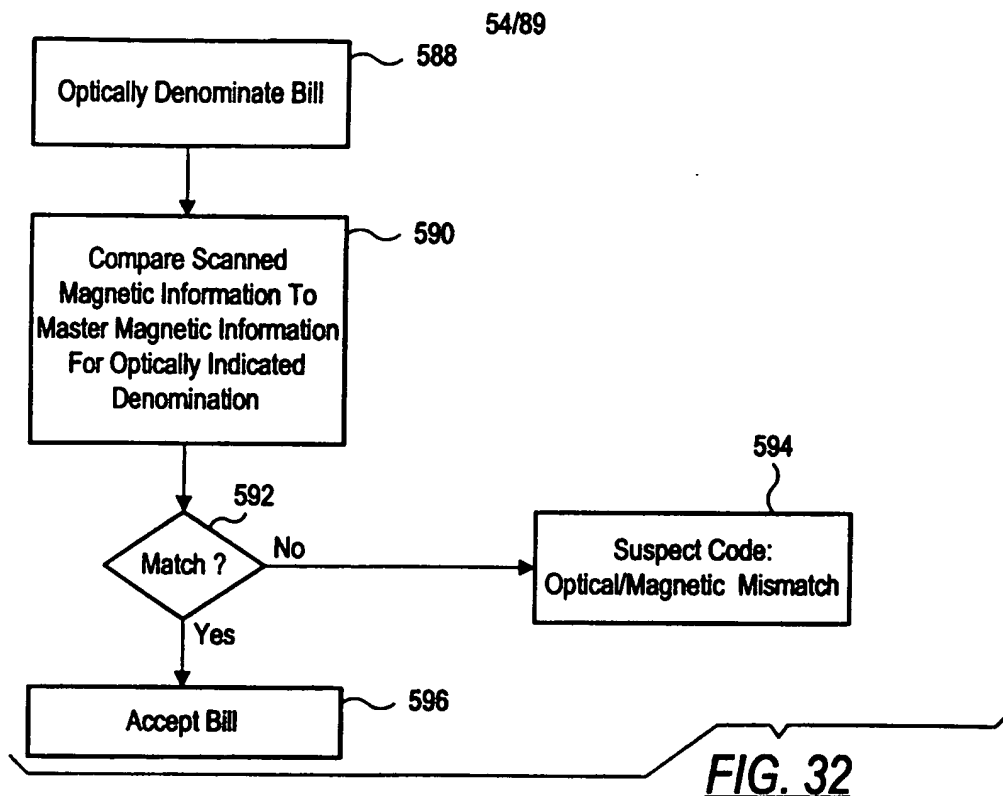 54/89
588
Optically Denominate Bill
590
Compare Scanned
Magnetic Information To
Master Magnetic Information
For Optically Indicated
Denomination
592
Match ?
No
594
Suspect Code:
Optical/Magnetic Mismatch
Yes
596
Accept Bill
FIG. 32